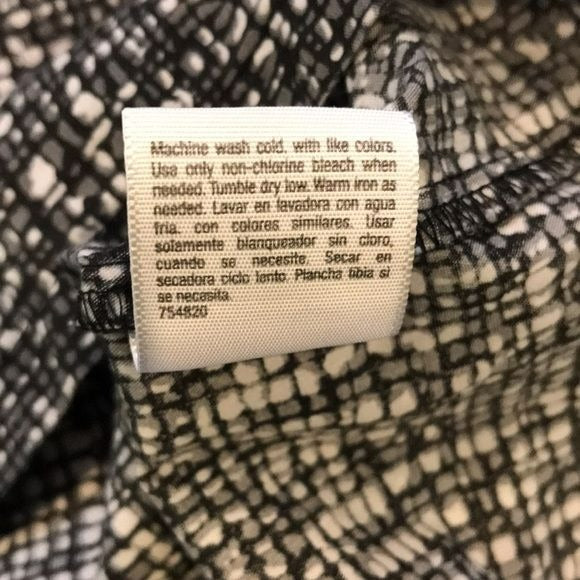 Machine wash cold, with like colors.
Use only non-chlorine bleach when
needed. Tumble dry low. Warm iron as
needed. Lavar en lavadora con agua
fria, con colores similares. Usar
solamente blanqueador sin cloro,
cuando se necesite. Secar en
secadora ciclo lento. Plancha tibia si
se necesita.
754820